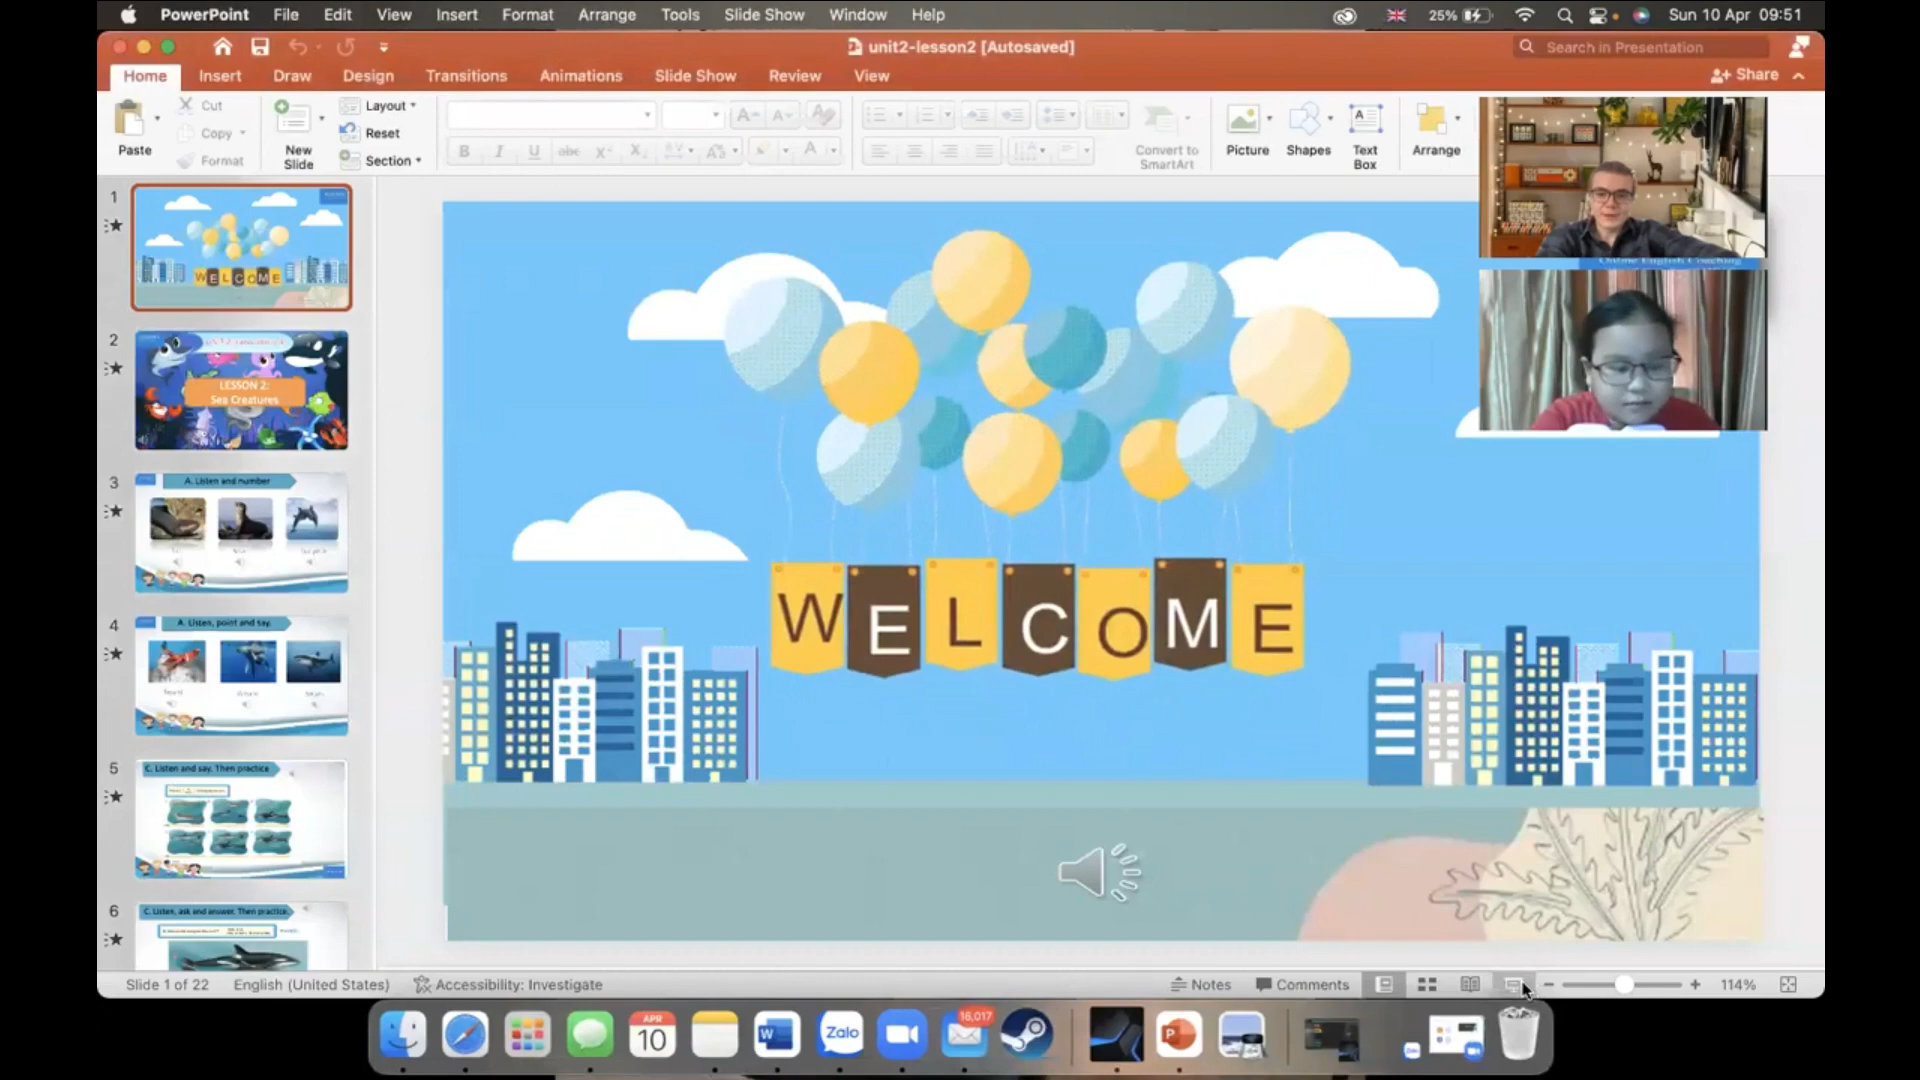 PowerPoint File Edit View Insert Format Arrange Tools Slide Show Window Help 25% Sun 10 Apr 09:51
unit2-lesson2 [Autosaved] Search in Presentation
Home Insert Draw Design Transitions Animations Slide Show Review View Share
Paste Cut Copy Format
New Slide Layout Reset Section
B I U abc X X A A A A
Convert to SmartArt
Picture Shapes Text Box Arrange
Online English Coaching
1
WELCOME
2
LESSON 2:
Sea Creatures
3
A. Listen and number
4
A. Listen, point and say.
5
C. Listen and say. Then practice
6
C. Listen, ask and answer. Then practice.
WELCOME
Slide 1 of 22 English (United States) Accessibility: Investigate Notes Comments 114%
APR
10
W
Zalo
16,017
P